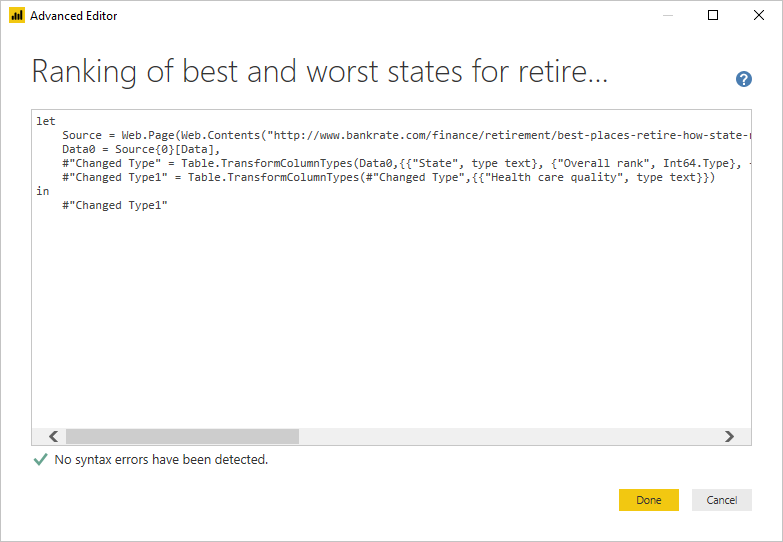 Advanced Editor
Ranking of best and worst states for retire...
let
    Source = Web.Page(Web.Contents("http://www.bankrate.com/finance/retirement/best-places-retire-how-state-
    Data0 = Source{0}[Data],
    #"Changed Type" = Table.TransformColumnTypes(Data0,{{"State", type text}, {"Overall rank", Int64.Type},
    #"Changed Type1" = Table.TransformColumnTypes(#"Changed Type",{{"Health care quality", type text}})
in
    #"Changed Type1"
No syntax errors have been detected.
Done
Cancel